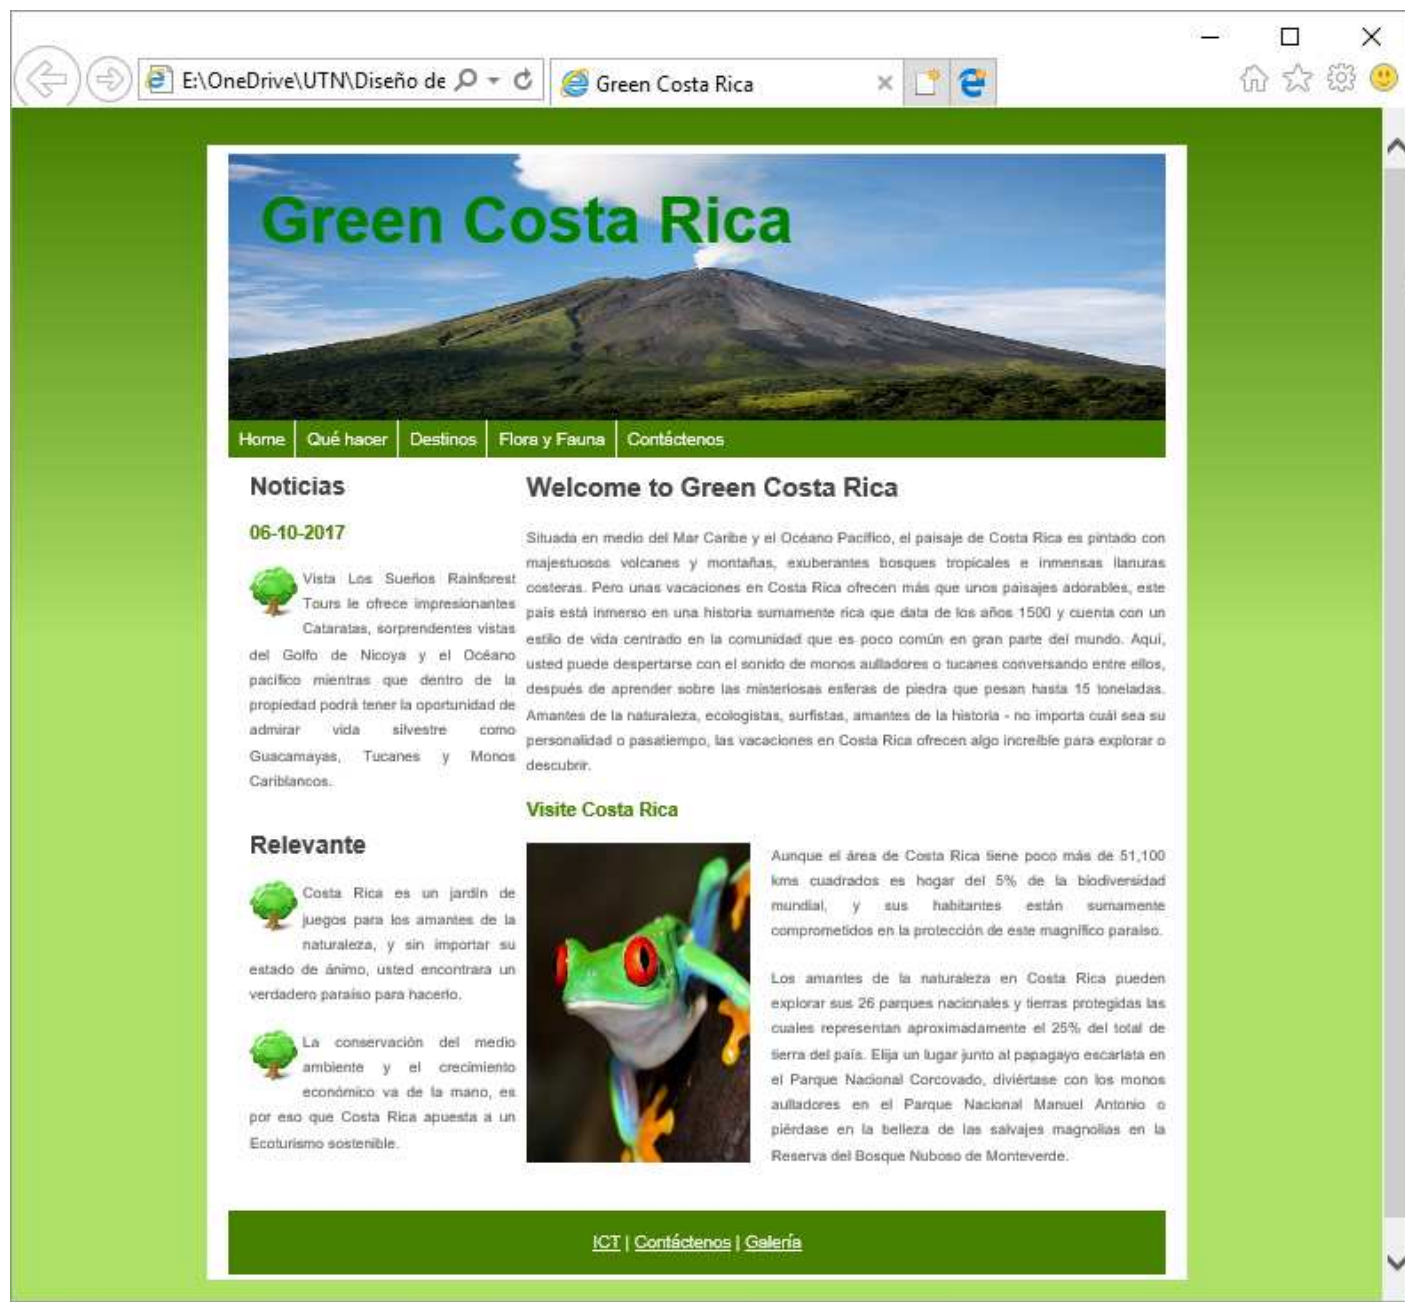 E:\OneDrive\UTN\Diseño de
Green Costa Rica
Green Costa Rica
Home Qué hacer Destinos Flora y Fauna Contáctenos
Noticias
06-10-2017
Vista Los Sueños Rainforest
Tours le ofrece impresionantes
Cataratas, sorprendentes vistas
del Golfo de Nicoya y el Océano
pacífico mientras que dentro de la
propiedad podrá tener la oportunidad de
admirar vida silvestre como
Guacamayas, Tucanes y Monos
Cariblancos.
Relevante
Costa Rica es un jardín de
juegos para los amantes de la
naturaleza, y sin importar su
estado de ánimo, usted encontrara un
verdadero paraíso para hacerlo.
La conservación del medio
ambiente y el crecimiento
económico va de la mano, es
por eso que Costa Rica apuesta a un
Ecoturismo sostenible.
Welcome to Green Costa Rica
Situada en medio del Mar Caribe y el Océano Pacífico, el paisaje de Costa Rica es pintado con
majestuosos volcanes y montañas, exuberantes bosques tropicales e inmensas llanuras
costeras. Pero unas vacaciones en Costa Rica ofrecen más que unos paisajes adorables, este
país está inmerso en una historia sumamente rica que data de los años 1500 y cuenta con un
estilo de vida centrado en la comunidad que es poco común en gran parte del mundo. Aquí,
usted puede despertarse con el sonido de monos aulladores o tucanes conversando entre ellos,
después de aprender sobre las misteriosas esferas de piedra que pesan hasta 15 toneladas.
Amantes de la naturaleza, ecologistas, surfistas, amantes de la historia - no importa cuál sea su
personalidad o pasatiempo, las vacaciones en Costa Rica ofrecen algo increíble para explorar o
descubrir.
Visite Costa Rica
Aunque el área de Costa Rica tiene poco más de 51,100
kms cuadrados es hogar del 5% de la biodiversidad
mundial, y sus habitantes están sumamente
comprometidos en la protección de este magnífico paraíso.
Los amantes de la naturaleza en Costa Rica pueden
explorar sus 26 parques nacionales y tierras protegidas las
cuales representan aproximadamente el 25% del total de
tierra del país. Elija un lugar junto al papagayo escarlata en
el Parque Nacional Corcovado, diviértase con los monos
aulladores en el Parque Nacional Manuel Antonio o
piérdase en la belleza de las salvajes magnolias en la
Reserva del Bosque Nuboso de Monteverde.
ICT | Contáctenos | Galería